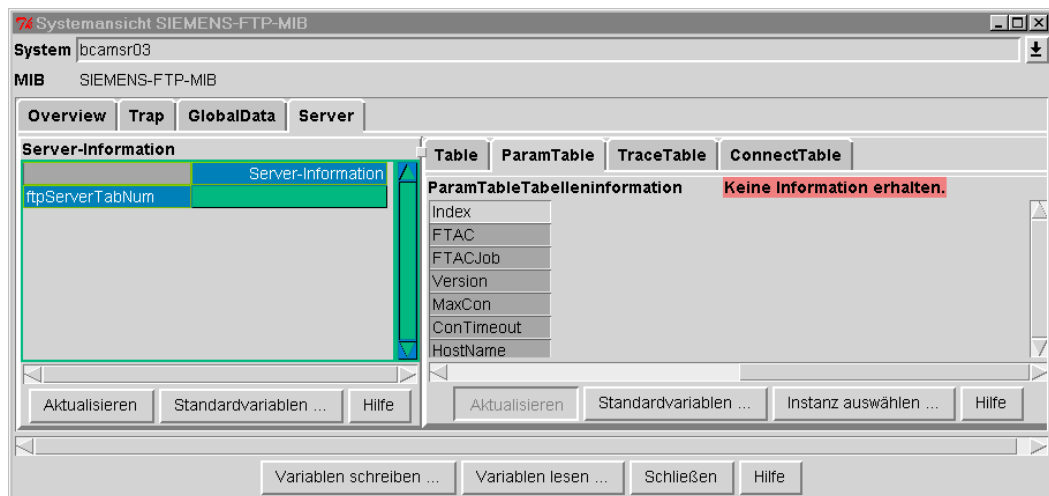 Systemansicht SIEMENS-FTP-MIB
System bcamsr03
MIB SIEMENS-FTP-MIB
Overview Trap GlobalData Server
Server-Information
Server-Information
ftpServerTabNum
Aktualisieren Standardvariablen ... Hilfe
Table ParamTable TraceTable ConnectTable
ParamTableTabelleninformation Keine Information erhalten.
Index
FTAC
FTACJob
Version
MaxCon
ConTimeout
HostName
Aktualisieren Standardvariablen ... Instanz auswählen ... Hilfe
Variablen schreiben ... Variablen lesen ... Schließen Hilfe